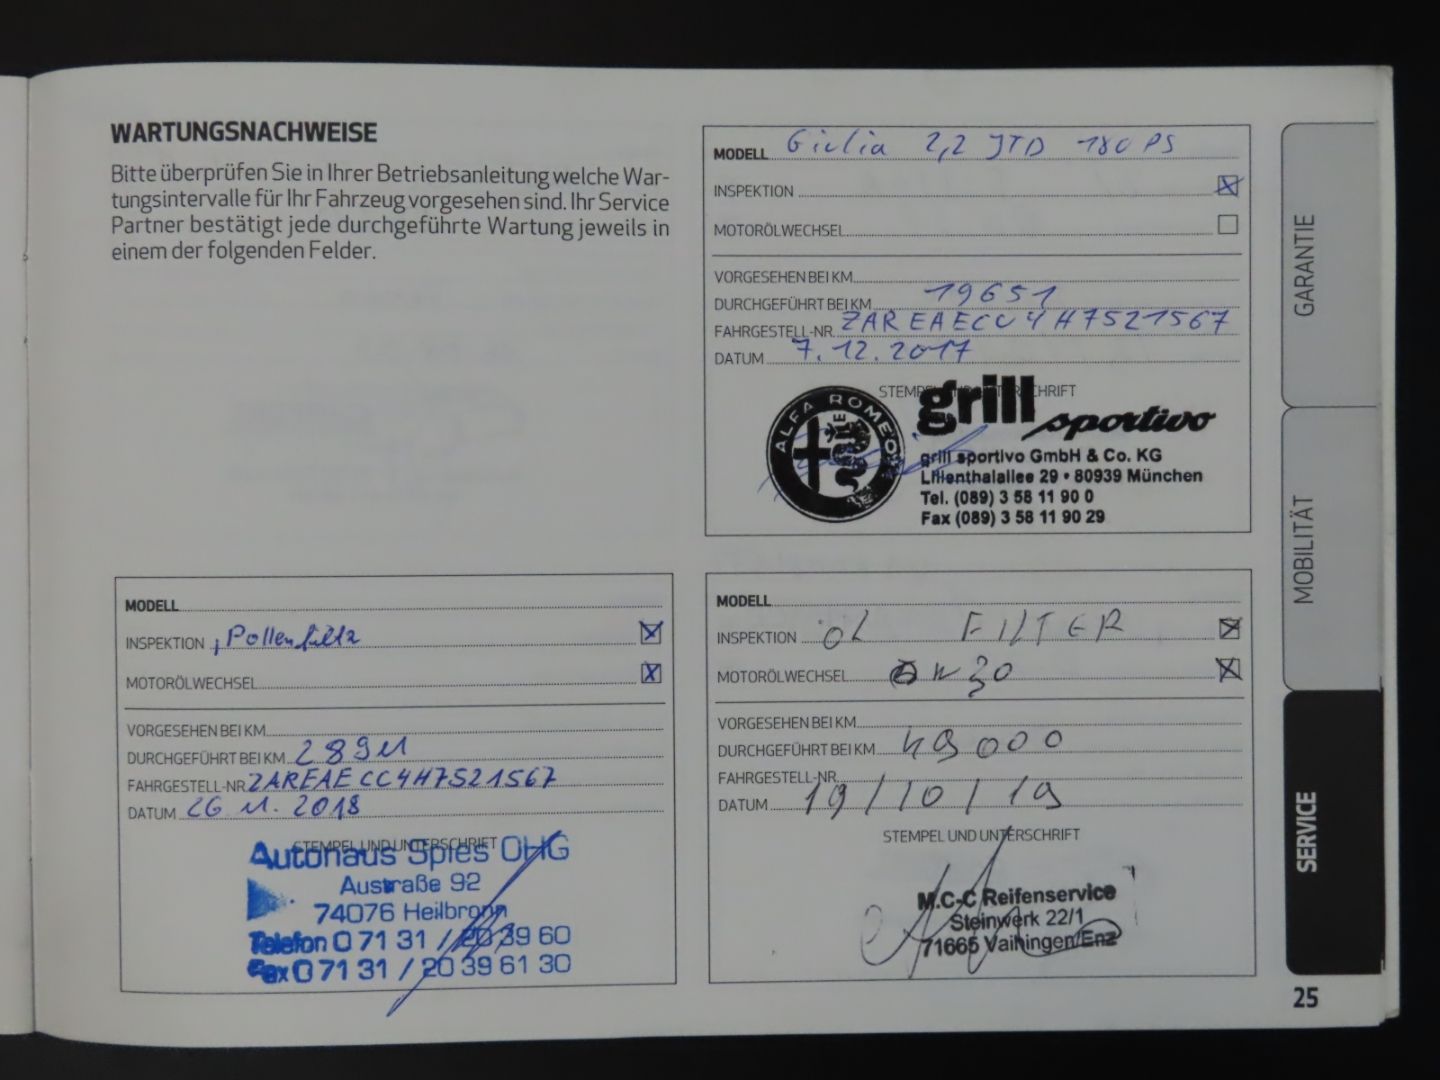 WARTUNGSNACHWEISE
Bitte überprüfen Sie in Ihrer Betriebsanleitung welche War-
tungsintervalle für Ihr Fahrzeug vorgesehen sind. Ihr Service
Partner bestätigt jede durchgeführte Wartung jeweils in
einem der folgenden Felder.
MODELL Giulia 2,2 JTD 180 PS
INSPEKTION
MOTORÖLWECHSEL
VORGESEHEN BEI KM
DURCHGEFÜHRT BEI KM 19651
FAHRGESTELL-NR. ZAREAECC4H7521567
DATUM 7.12.2017
STEMPEL UND UNTERSCHRIFT
ALFA ROMEO
grill
sportivo
grill sportivo GmbH & Co. KG
Lilienthalallee 29 • 80939 München
Tel. (089) 3 58 11 90 0
Fax (089) 3 58 11 90 29
MODELL
INSPEKTION , Pollenfilter
MOTORÖLWECHSEL
VORGESEHEN BEI KM
DURCHGEFÜHRT BEI KM 28911
FAHRGESTELL-NR. ZAREAECC4H7521567
DATUM 26.11.2018
STEMPEL UND UNTERSCHRIFT
Autohaus Spies OHG
Austraße 92
74076 Heilbronn
Telefon 0 71 31 / 20 39 60
Fax 0 71 31 / 20 39 61 30
MODELL
INSPEKTION öL FILTER
MOTORÖLWECHSEL 0W30
VORGESEHEN BEI KM
DURCHGEFÜHRT BEI KM 49000
FAHRGESTELL-NR.
DATUM 19/10/19
STEMPEL UND UNTERSCHRIFT
M.C-C Reifenservice
Steinwerk 22/1
71665 Vaihingen/Enz
GARANTIE
MOBILITÄT
SERVICE
25